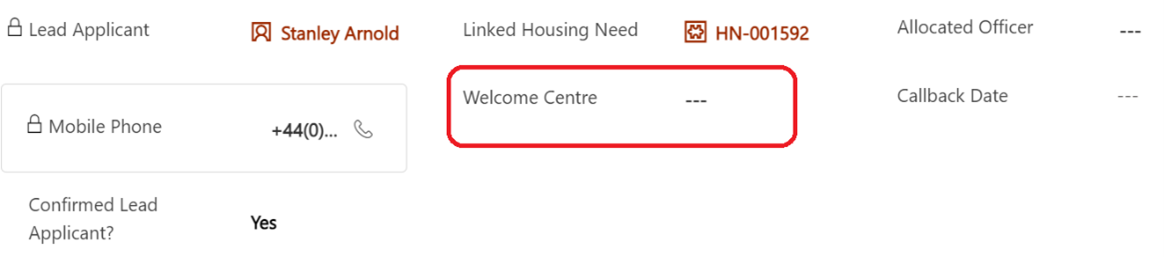 Lead Applicant Stanley Arnold Linked Housing Need HN-001592 Allocated Officer ---
Welcome Centre --- Callback Date ---
Mobile Phone +44(0)...
Confirmed Lead
Applicant? Yes